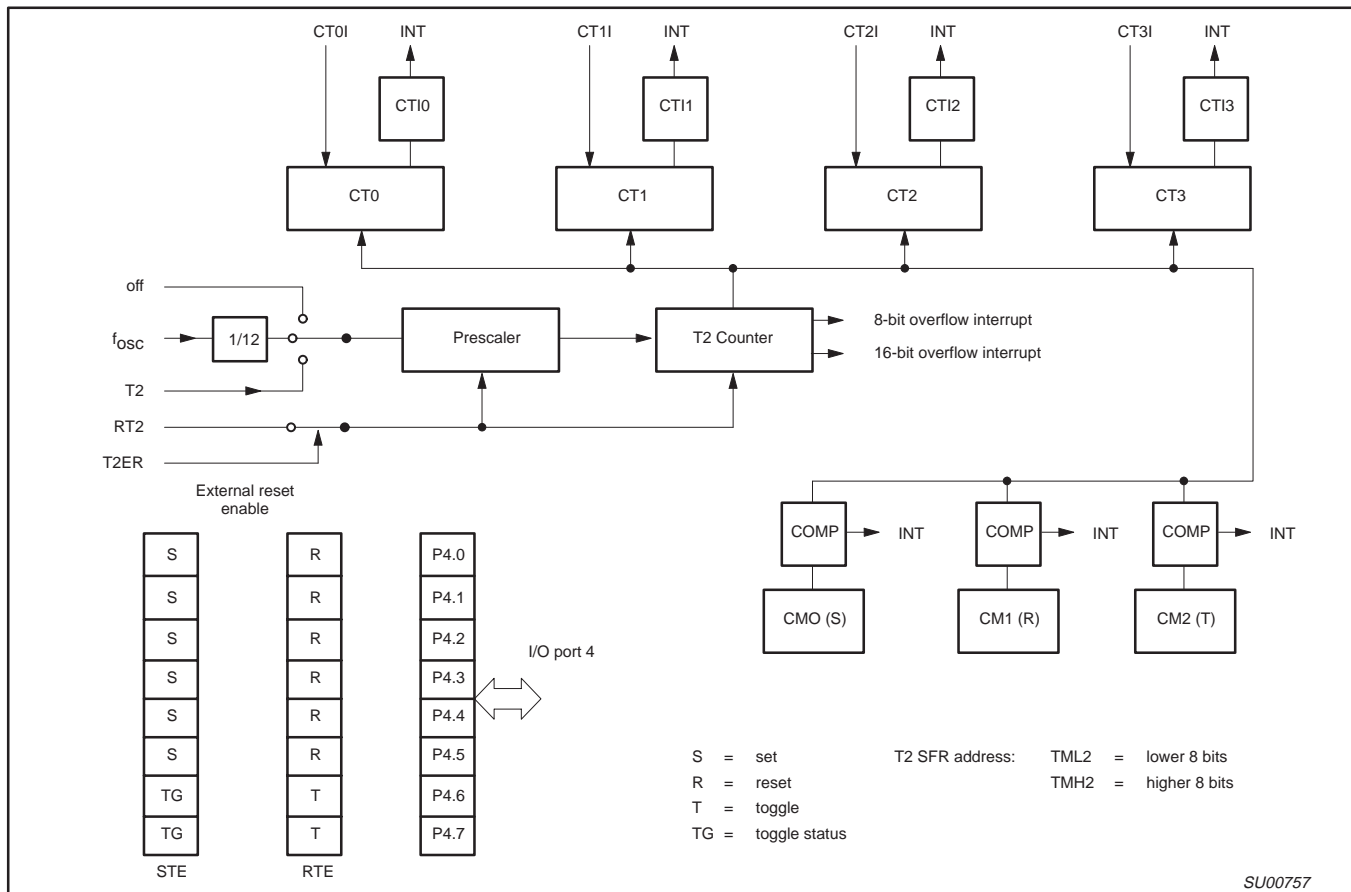 CT0I INT CT1I INT CT2I INT CT3I INT
CTI0 CTI1 CTI2 CTI3
CT0 CT1 CT2 CT3
off
fosc 1/12 Prescaler T2 Counter 8-bit overflow interrupt
16-bit overflow interrupt
T2
RT2
T2ER
External reset
enable
COMP INT COMP INT COMP INT
CMO (S) CM1 (R) CM2 (T)
S R P4.0
S R P4.1
S R P4.2
I/O port 4
S R P4.3
S R P4.4
S R P4.5
TG T P4.6
TG T P4.7
STE RTE
S = set T2 SFR address: TML2 = lower 8 bits
R = reset TMH2 = higher 8 bits
T = toggle
TG = toggle status
SU00757